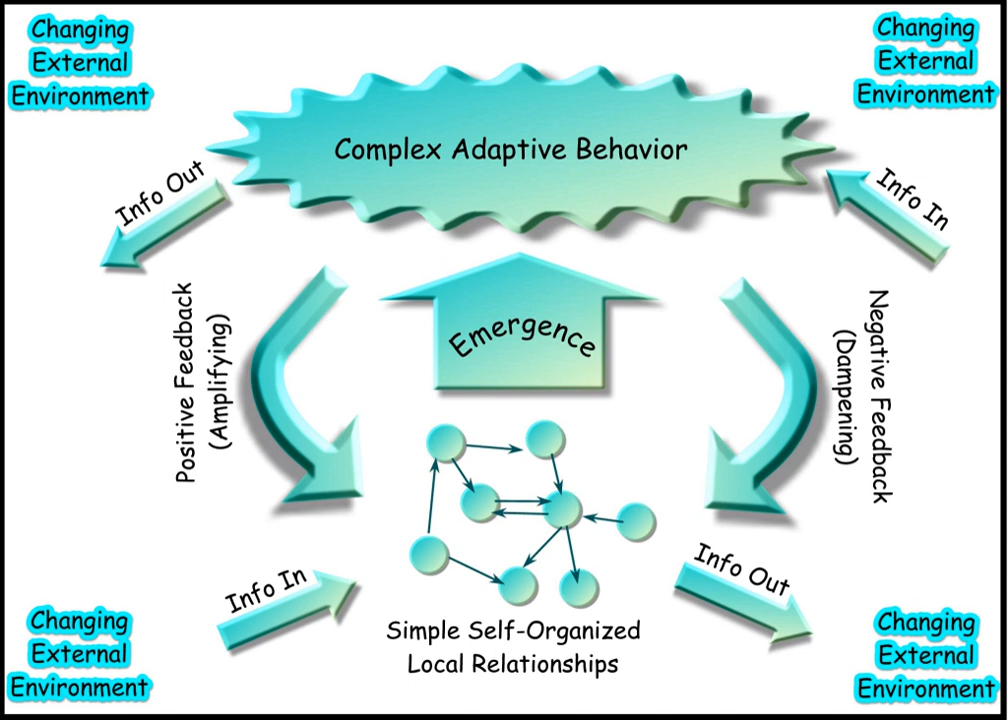 Changing
External
Environment
Changing
External
Environment
Complex Adaptive Behavior
Info Out
Info In
Emergence
Positive Feedback
(Amplifying)
Negative Feedback
(Dampening)
Info In
Info Out
Simple Self-Organized
Local Relationships
Changing
External
Environment
Changing
External
Environment